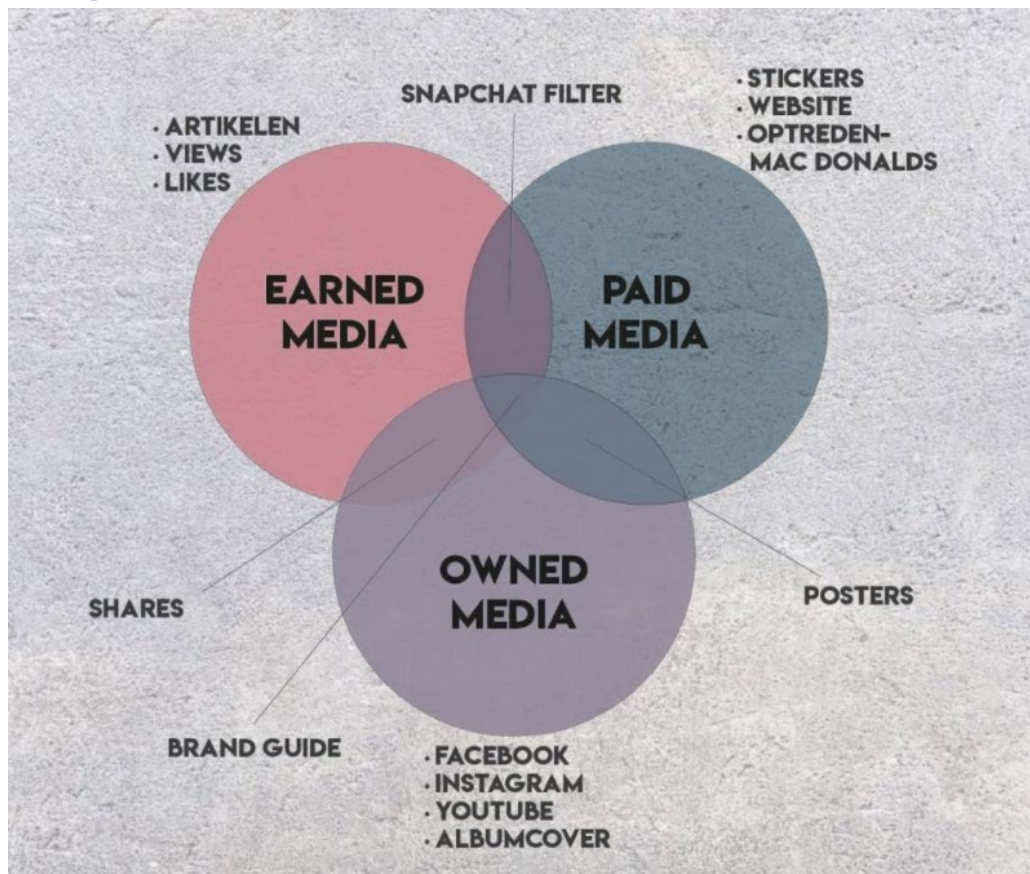 SNAPCHAT FILTER
· STICKERS
· WEBSITE
· OPTREDEN-
MAC DONALDS
· ARTIKELEN
· VIEWS
· LIKES
EARNED
MEDIA
PAID
MEDIA
OWNED
MEDIA
SHARES
POSTERS
BRAND GUIDE
· FACEBOOK
· INSTAGRAM
· YOUTUBE
· ALBUMCOVER